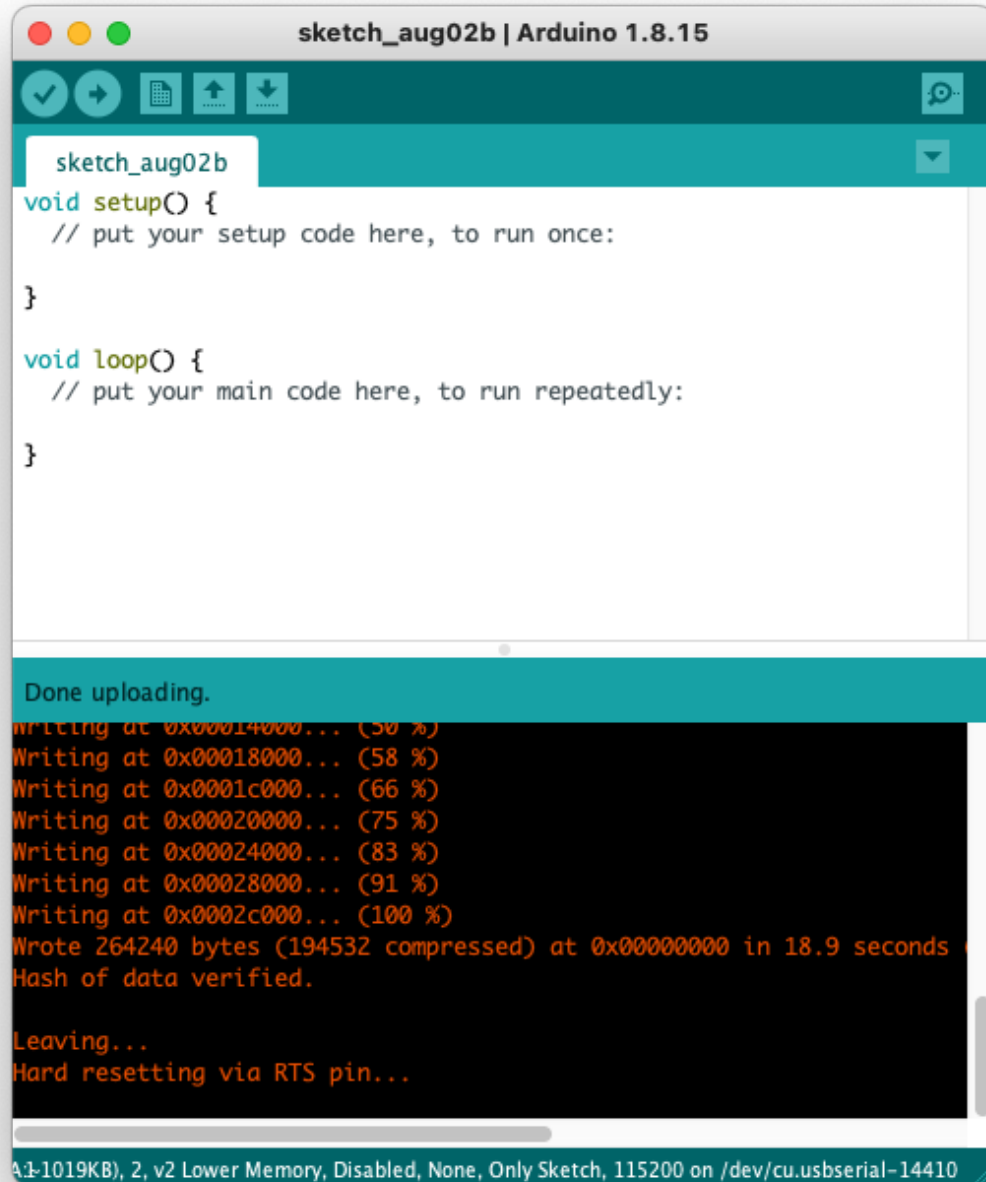 sketch_aug02b | Arduino 1.8.15
sketch_aug02b
void setup() {
  // put your setup code here, to run once:
}
void loop() {
  // put your main code here, to run repeatedly:
}
Done uploading.
Writing at 0x00014000... (50 %)
Writing at 0x00018000... (58 %)
Writing at 0x0001c000... (66 %)
Writing at 0x00020000... (75 %)
Writing at 0x00024000... (83 %)
Writing at 0x00028000... (91 %)
Writing at 0x0002c000... (100 %)
Wrote 264240 bytes (194532 compressed) at 0x00000000 in 18.9 seconds
Hash of data verified.
Leaving...
Hard resetting via RTS pin...
1019KB), 2, v2 Lower Memory, Disabled, None, Only Sketch, 115200 on /dev/cu.usbserial-14410